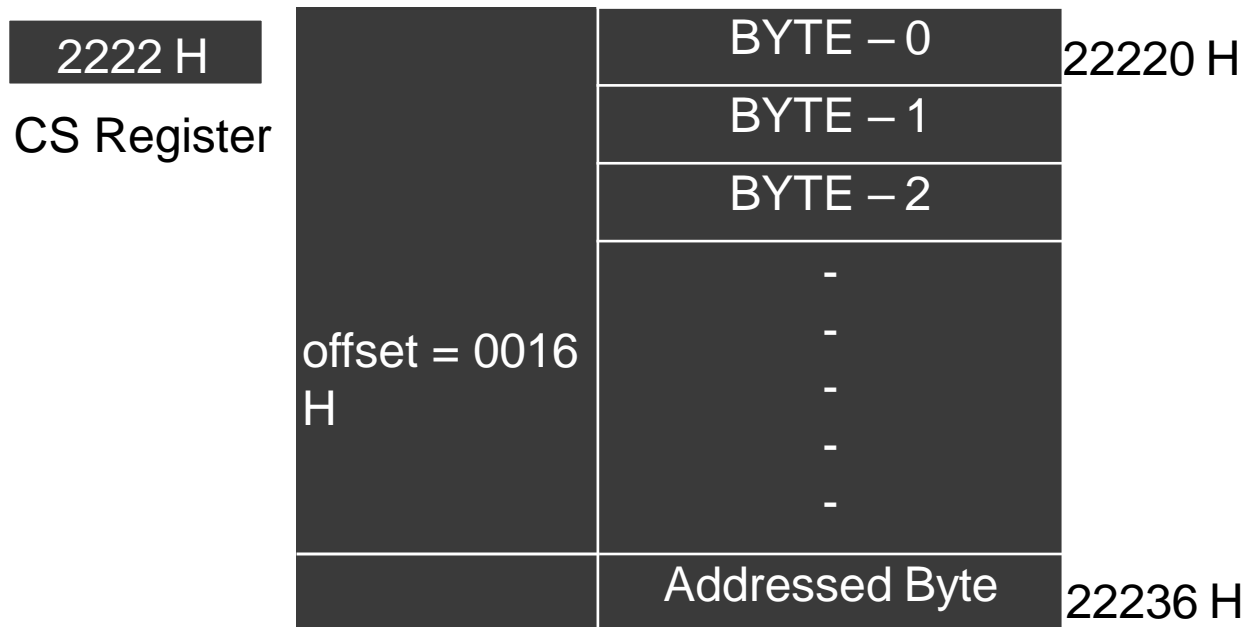 2222 H
CS Register
offset = 0016
H
BYTE – 0
BYTE – 1
BYTE – 2
-
-
-
-
-
Addressed Byte
22220 H
22236 H